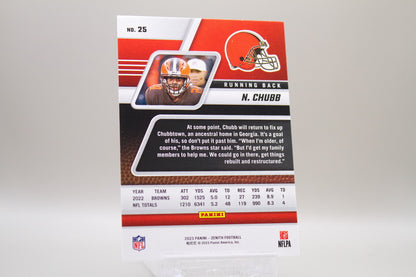 NO. 25
RUNNING BACK
N. CHUBB
At some point, Chubb will return to fix up
Chubbtown, an ancestral home in Georgia. It's a goal
of his, so don't put it past him. "When I'm older, of
course," the Browns star said. "But I'd get my family
members to help me. We could go in there, get things
rebuilt and restructured."
YEAR TEAM ATT YDS AVG TD REC YDS AVG TD
2022 BROWNS 302 1525 5.0 12 27 239 8.9 1
NFL TOTALS 1210 6341 5.2 48 119 990 8.3 4
PANINI
NFL
2023 PANINI - ZENITH FOOTBALL
©2023 Panini America, Inc.
NFLPA